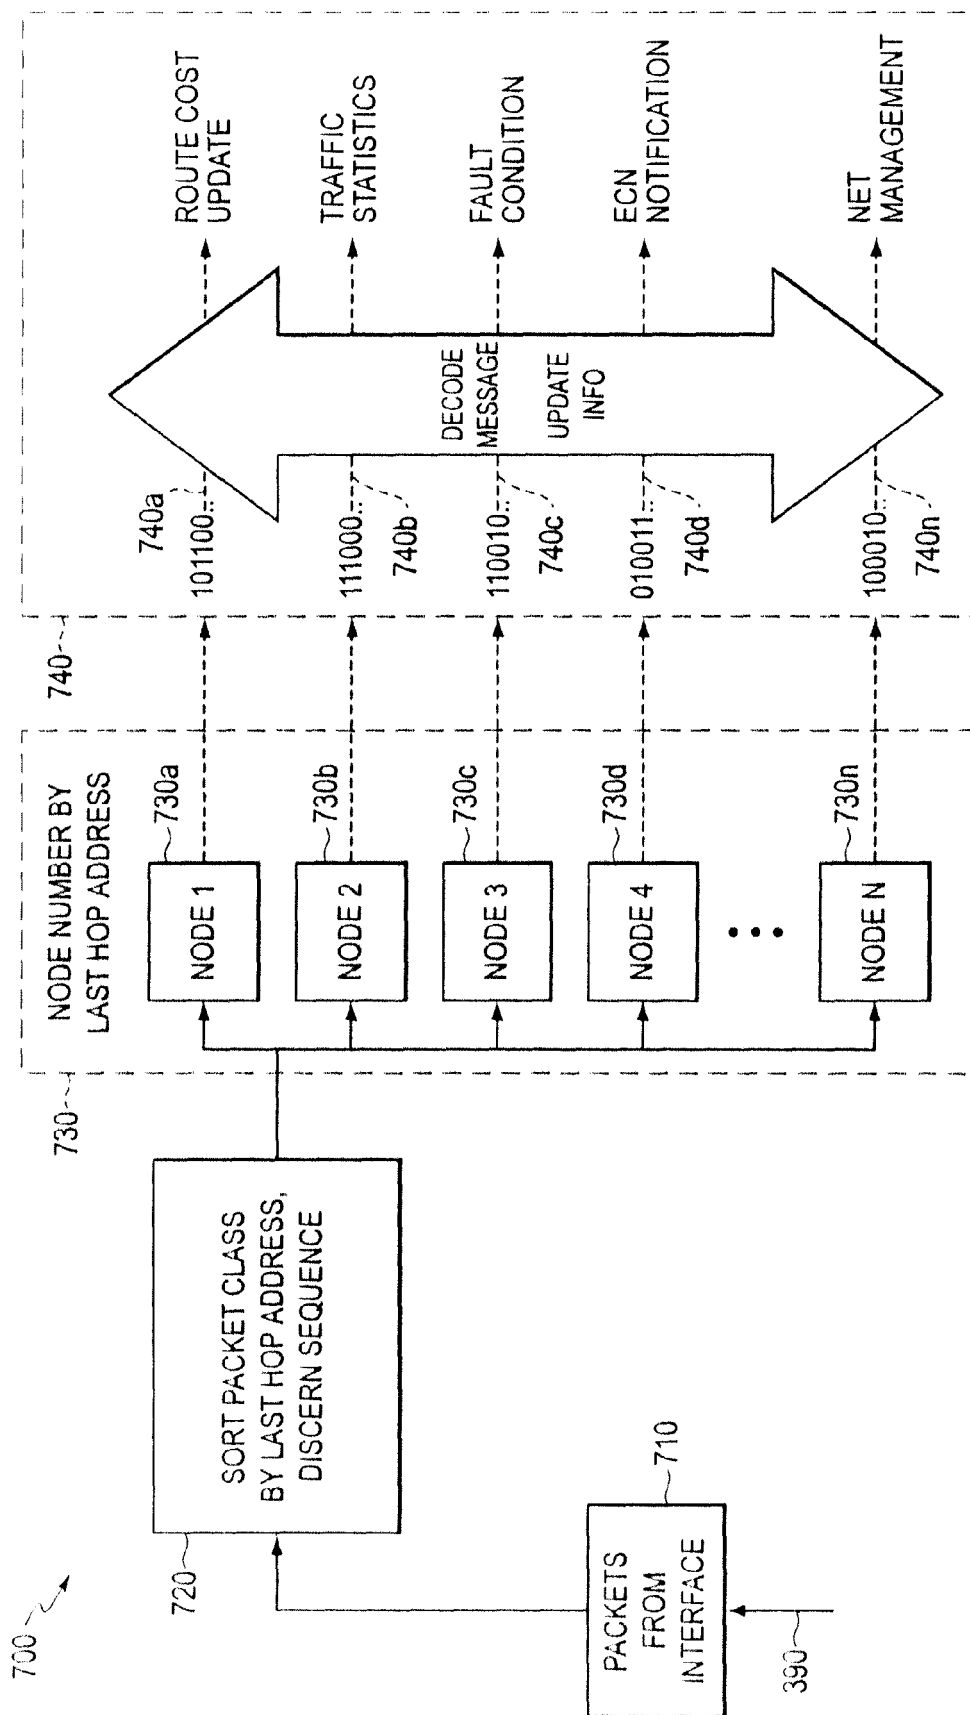 700
390
PACKETS
FROM
INTERFACE
710
720
SORT PACKET CLASS
BY LAST HOP ADDRESS,
DISCERN SEQUENCE
730
NODE NUMBER BY
LAST HOP ADDRESS
NODE 1
730a
NODE 2
730b
NODE 3
730c
NODE 4
730d
NODE N
730n
740
101100..
740a
111000..
740b
110010..
740c
010011..
740d
100010..
740n
DECODE
MESSAGE
UPDATE
INFO
ROUTE COST
UPDATE
TRAFFIC
STATISTICS
FAULT
CONDITION
ECN
NOTIFICATION
NET
MANAGEMENT